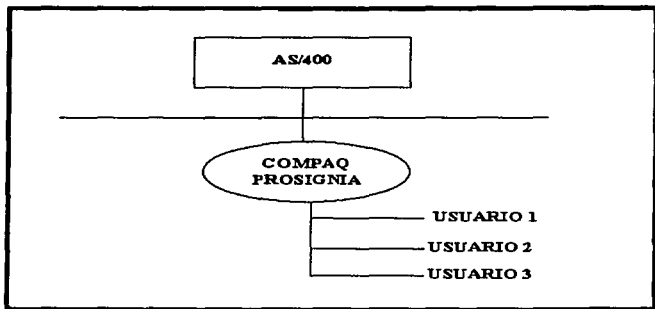 AS/400
COMPAQ
PROSIGNIA
USUARIO 1
USUARIO 2
USUARIO 3